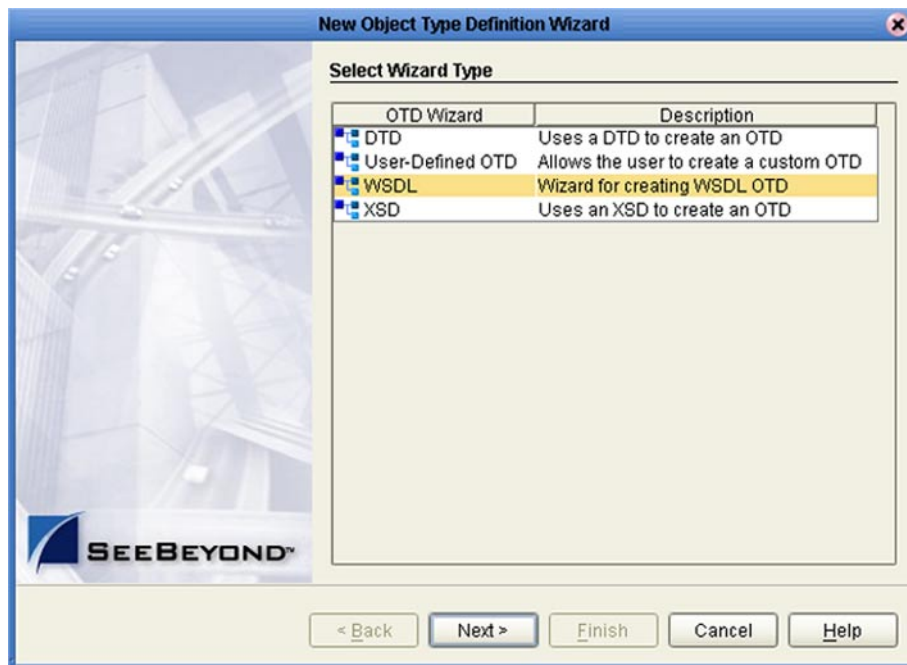 New Object Type Definition Wizard
Select Wizard Type
OTD Wizard Description
DTD Uses a DTD to create an OTD
User-Defined OTD Allows the user to create a custom OTD
WSDL Wizard for creating WSDL OTD
XSD Uses an XSD to create an OTD
SEEBEYOND™
< Back Next > Finish Cancel Help